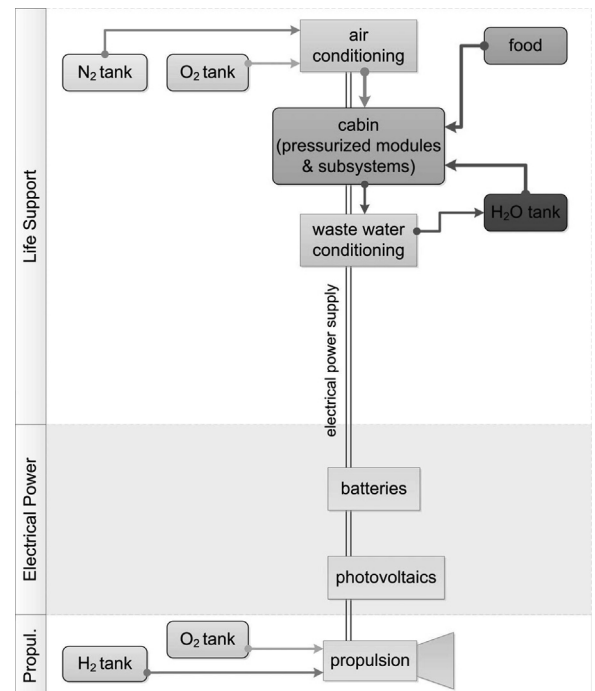 air
conditioning
N₂ tank
O₂ tank
food
cabin
(pressurized modules
& subsystems)
H₂O tank
waste water
conditioning
Life Support
electrical power supply
batteries
photovoltaics
Electrical Power
O₂ tank
H₂ tank
propulsion
Propul.